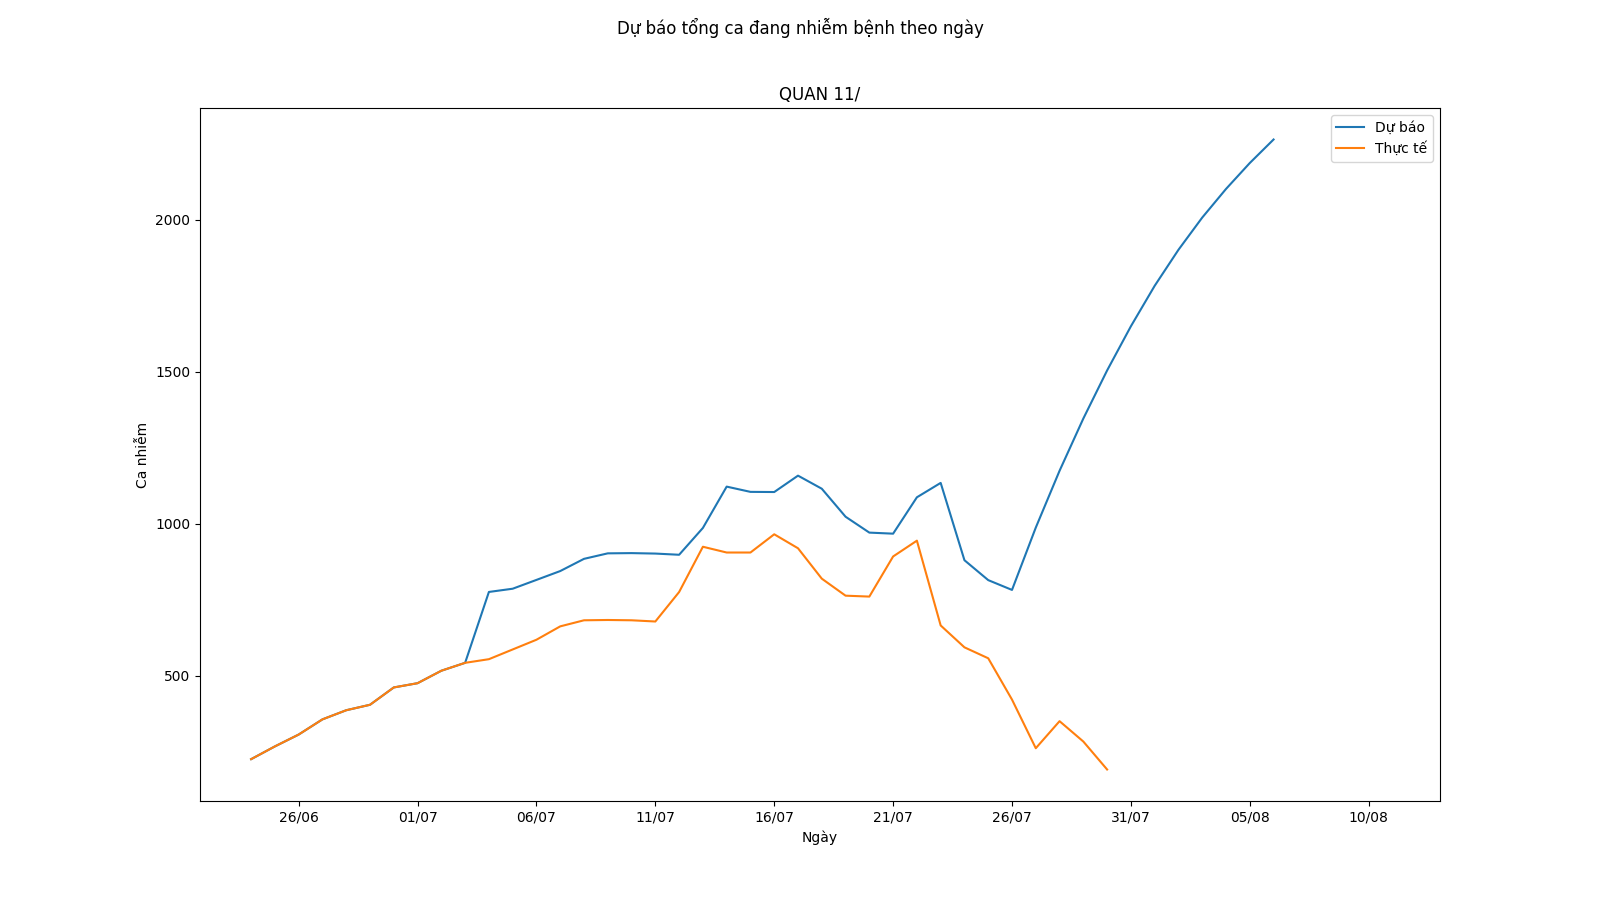 Dự báo tổng ca đang nhiễm bệnh theo ngày
QUAN 11/
Dự báo
Thực tế
Ca nhiễm
2000
1500
1000
500
26/06
01/07
06/07
11/07
16/07
21/07
26/07
31/07
05/08
10/08
Ngày